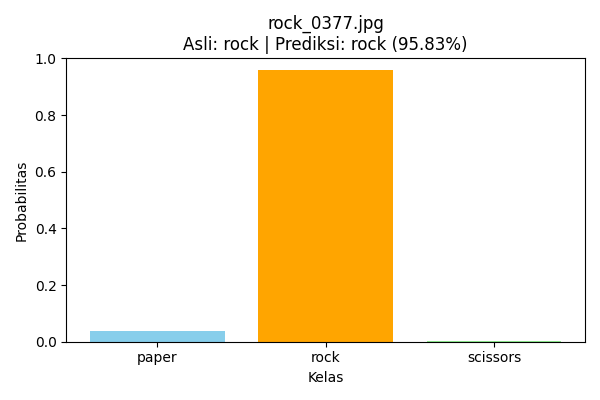 rock_0377.jpg
Asli: rock | Prediksi: rock (95.83%)
1.0
0.8
0.6
0.4
0.2
0.0
Probabilitas
paper rock scissors
Kelas